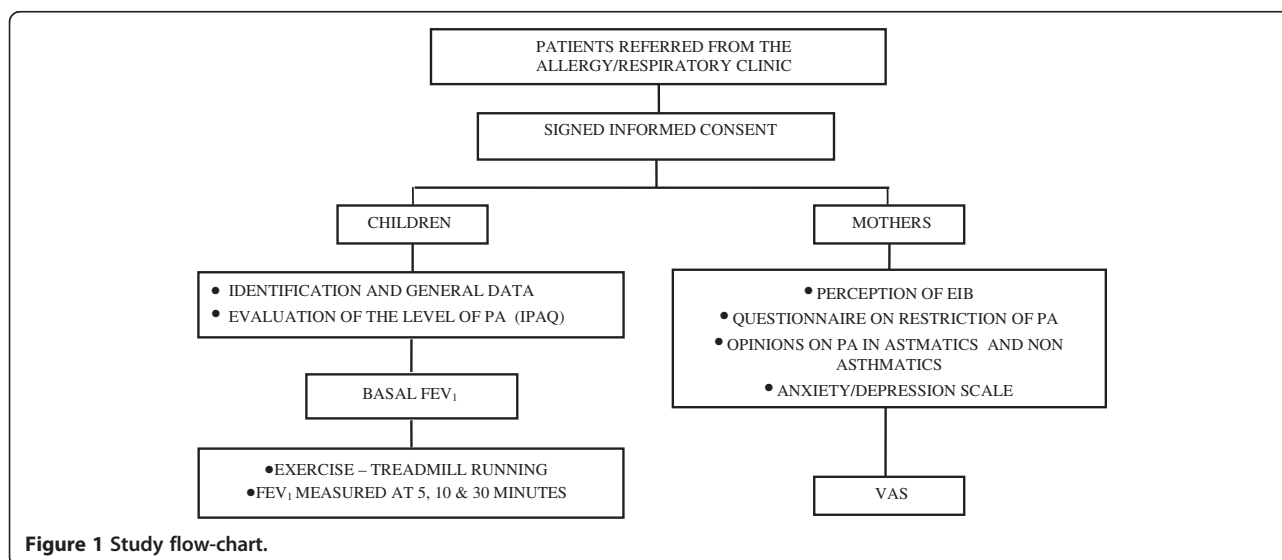 PATIENTS REFERRED FROM THE
ALLERGY/RESPIRATORY CLINIC
SIGNED INFORMED CONSENT
CHILDREN
MOTHERS
● IDENTIFICATION AND GENERAL DATA
● EVALUATION OF THE LEVEL OF PA (IPAQ)
● PERCEPTION OF EIB
● QUESTIONNAIRE ON RESTRICTION OF PA
● OPINIONS ON PA IN ASTMATICS AND NON
ASTHMATICS
● ANXIETY/DEPRESSION SCALE
BASAL FEV₁
●EXERCISE – TREADMILL RUNNING
●FEV₁ MEASURED AT 5, 10 & 30 MINUTES
VAS
Figure 1 Study flow-chart.